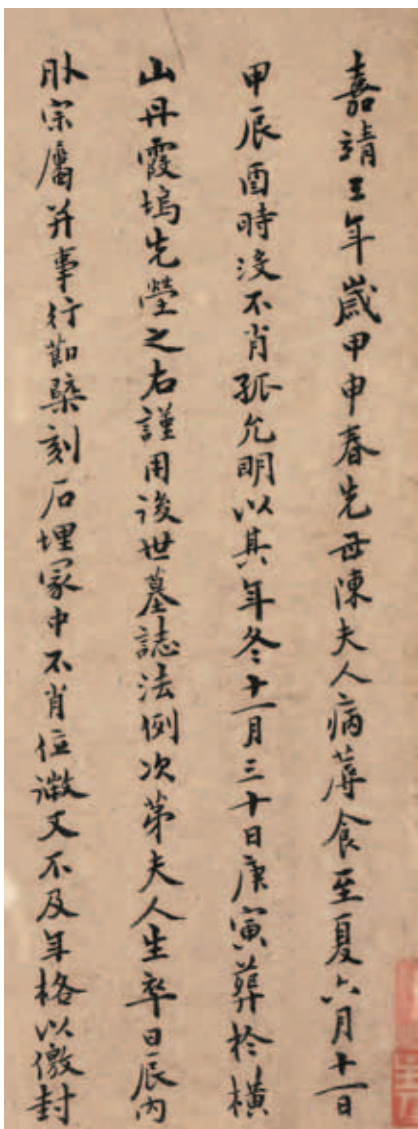 嘉靖三年歲甲申春先母陳夫人病蓐食至夏六月十一日
甲辰酉時沒不肖孤允明以其年冬十一月三十日庚寅葬於橫
山丹霞塢先塋之右謹用後世墓誌法例次第夫人生卒日辰內
外宗屬并事行槩刻石埋冢中不肖位微又不及年格以徼封